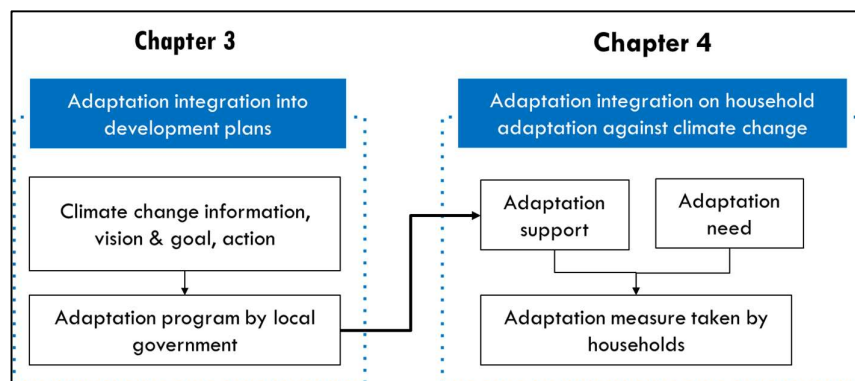 Chapter 3
Adaptation integration into
development plans
Climate change information,
vision & goal, action
Adaptation program by local
government
Chapter 4
Adaptation integration on household
adaptation against climate change
Adaptation
support
Adaptation
need
Adaptation measure taken by
households